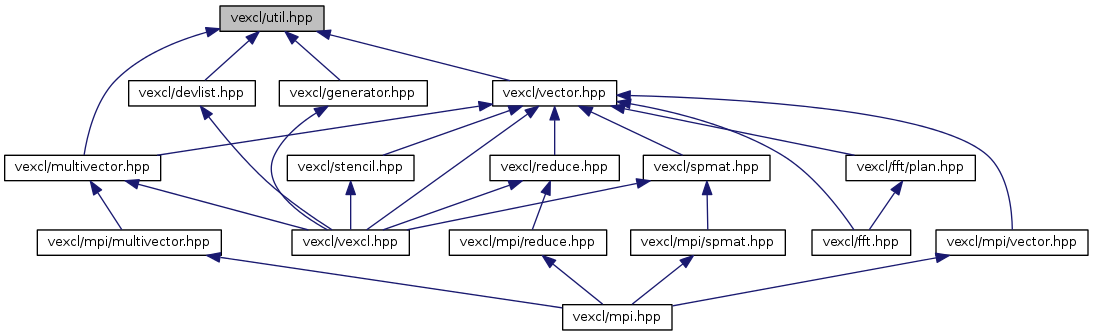 vexcl/util.hpp
vexcl/devlist.hpp
vexcl/generator.hpp
vexcl/vector.hpp
vexcl/multivector.hpp
vexcl/stencil.hpp
vexcl/reduce.hpp
vexcl/spmat.hpp
vexcl/fft/plan.hpp
vexcl/mpi/multivector.hpp
vexcl/vexcl.hpp
vexcl/mpi/reduce.hpp
vexcl/mpi/spmat.hpp
vexcl/fft.hpp
vexcl/mpi/vector.hpp
vexcl/mpi.hpp